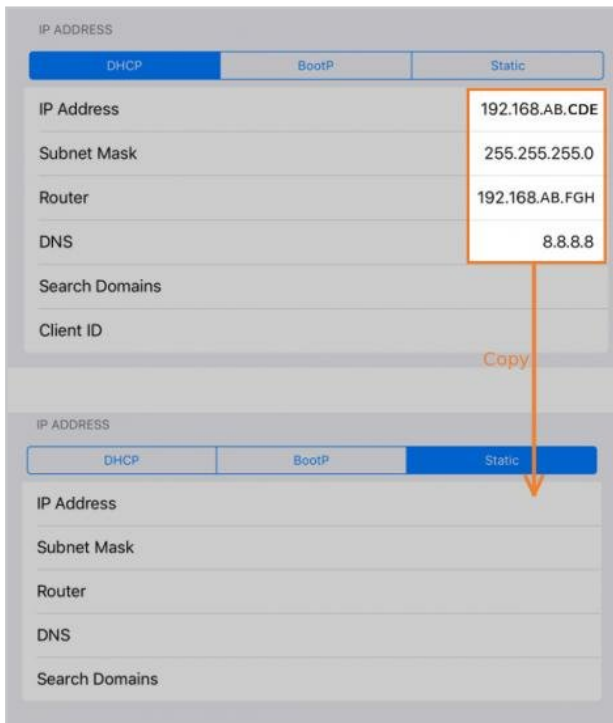 IP ADDRESS
DHCP BootP Static
IP Address 192.168.AB.CDE
Subnet Mask 255.255.255.0
Router 192.168.AB.FGH
DNS 8.8.8.8
Search Domains
Client ID
Copy
IP ADDRESS
DHCP BootP Static
IP Address
Subnet Mask
Router
DNS
Search Domains